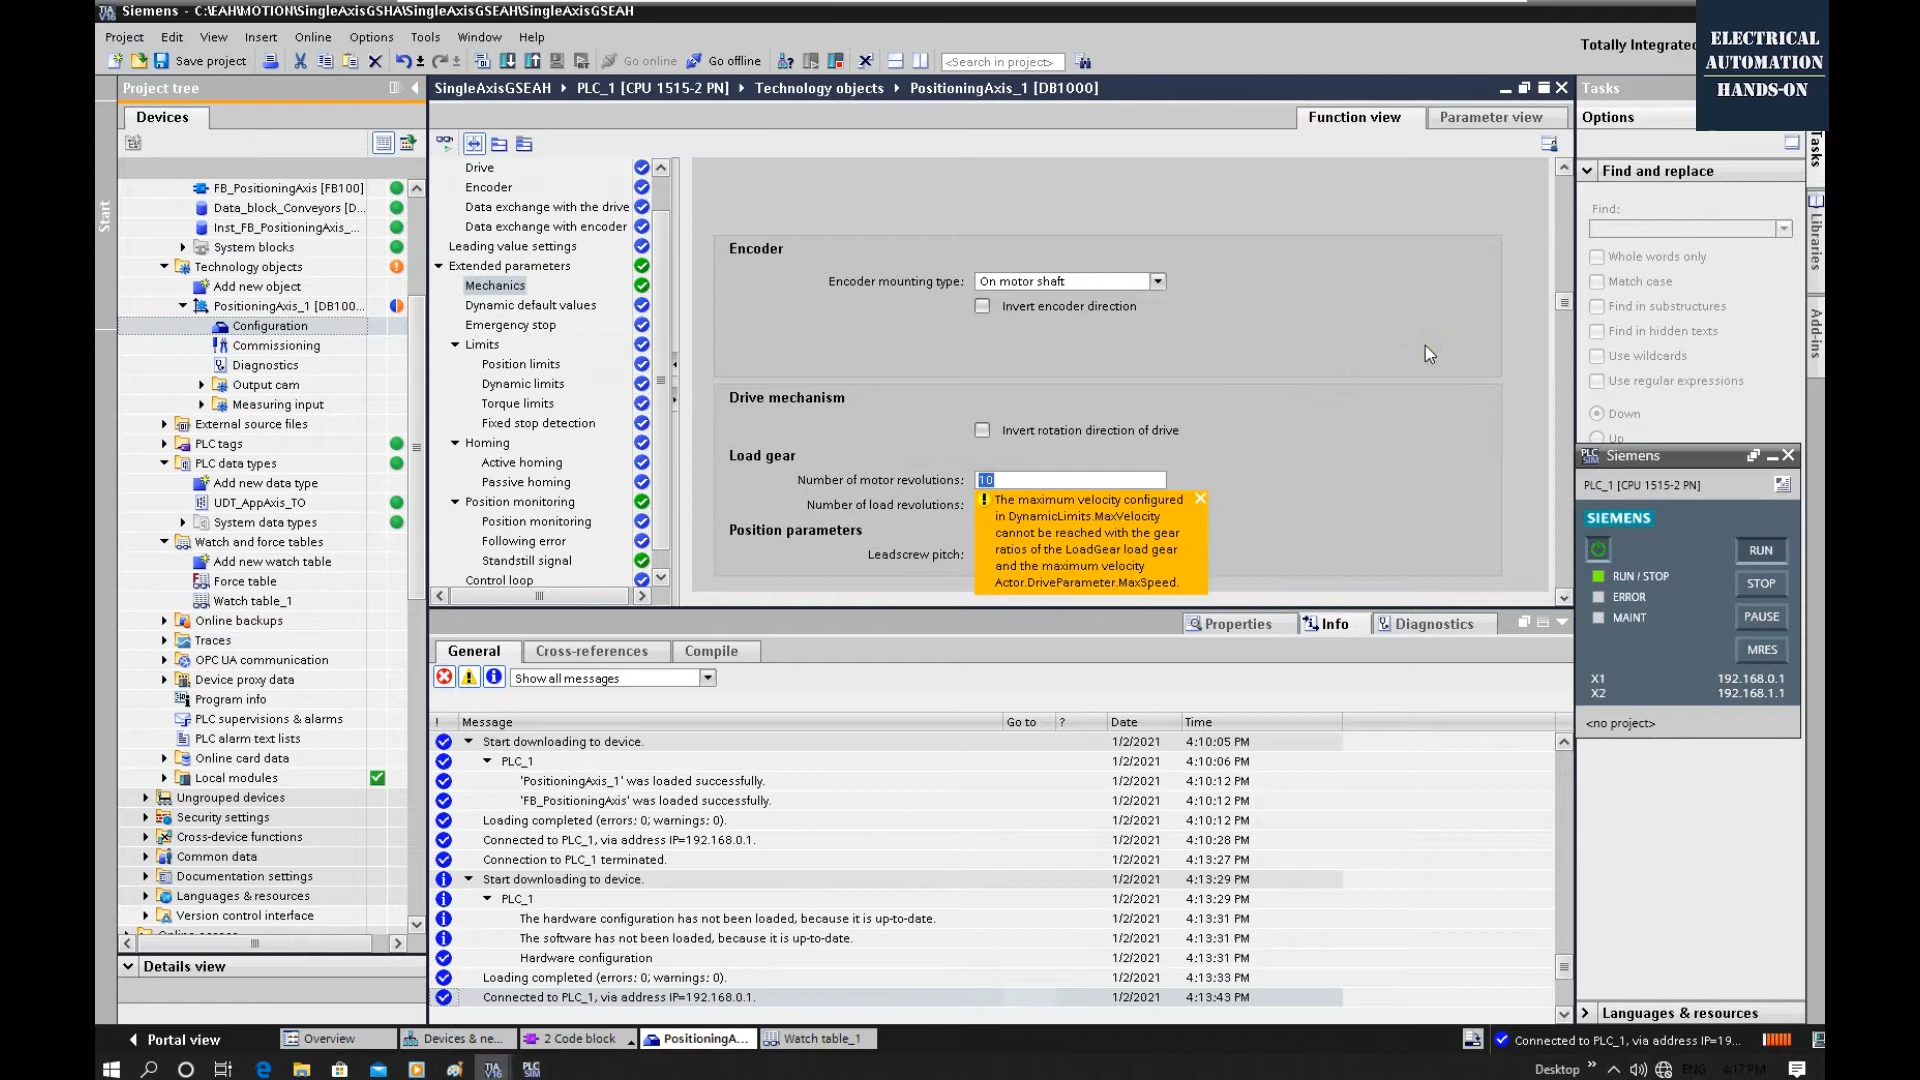 Siemens - C:\EAH\MOTION\SingleAxisGSHA\SingleAxisGSEAH\SingleAxisGSEAH
Project Edit View Insert Online Options Tools Window Help
Totally Integrated
ELECTRICAL
AUTOMATION
HANDS-ON
Save project
Go online
Go offline
<Search in project>
Project tree
SingleAxisGSEAH
PLC_1 [CPU 1515-2 PN]
Technology objects
PositioningAxis_1 [DB1000]
Tasks
Devices
Function view
Parameter view
Options
Start
FB_PositioningAxis [FB100]
Data_block_Conveyors [D...
Inst_FB_PositioningAxis_...
System blocks
Technology objects
Add new object
PositioningAxis_1 [DB100...
Configuration
Commissioning
Diagnostics
Output cam
Measuring input
External source files
PLC tags
PLC data types
Add new data type
UDT_AppAxis_TO
System data types
Watch and force tables
Add new watch table
Force table
Watch table_1
Online backups
Traces
OPC UA communication
Device proxy data
Program info
PLC supervisions & alarms
PLC alarm text lists
Online card data
Local modules
Ungrouped devices
Security settings
Cross-device functions
Common data
Documentation settings
Languages & resources
Version control interface
Details view
Drive
Encoder
Data exchange with the drive
Data exchange with encoder
Leading value settings
Extended parameters
Mechanics
Dynamic default values
Emergency stop
Limits
Position limits
Dynamic limits
Torque limits
Fixed stop detection
Homing
Active homing
Passive homing
Position monitoring
Position monitoring
Following error
Standstill signal
Control loop
Encoder
Encoder mounting type: On motor shaft
Invert encoder direction
Drive mechanism
Invert rotation direction of drive
Load gear
Number of motor revolutions: 10
Number of load revolutions:
Position parameters
Leadscrew pitch:
The maximum velocity configured
in DynamicLimits.MaxVelocity
cannot be reached with the gear
ratios of the LoadGear load gear
and the maximum velocity
Actor.DriveParameter.MaxSpeed.
Properties
Info
Diagnostics
General
Cross-references
Compile
Show all messages
! Message Go to ? Date Time
Start downloading to device. 1/2/2021 4:10:05 PM
PLC_1 1/2/2021 4:10:06 PM
'PositioningAxis_1' was loaded successfully. 1/2/2021 4:10:12 PM
'FB_PositioningAxis' was loaded successfully. 1/2/2021 4:10:12 PM
Loading completed (errors: 0; warnings: 0). 1/2/2021 4:10:12 PM
Connected to PLC_1, via address IP=192.168.0.1. 1/2/2021 4:10:28 PM
Connection to PLC_1 terminated. 1/2/2021 4:13:27 PM
Start downloading to device. 1/2/2021 4:13:29 PM
PLC_1 1/2/2021 4:13:29 PM
The hardware configuration has not been loaded, because it is up-to-date. 1/2/2021 4:13:31 PM
The software has not been loaded, because it is up-to-date. 1/2/2021 4:13:31 PM
Hardware configuration 1/2/2021 4:13:31 PM
Loading completed (errors: 0; warnings: 0). 1/2/2021 4:13:33 PM
Connected to PLC_1, via address IP=192.168.0.1. 1/2/2021 4:13:43 PM
Find and replace
Find:
Whole words only
Match case
Find in substructures
Find in hidden texts
Use wildcards
Use regular expressions
Down
Up
Tasks
Libraries
Add-ins
Siemens
PLC_1 [CPU 1515-2 PN]
SIEMENS
RUN / STOP
ERROR
MAINT
RUN
STOP
PAUSE
MRES
X1 192.168.0.1
X2 192.168.1.1
<no project>
Languages & resources
Portal view
Overview
Devices & ne...
2 Code block
PositioningA...
Watch table_1
Connected to PLC_1, via address IP=19...
Desktop
ENG
4:17 PM